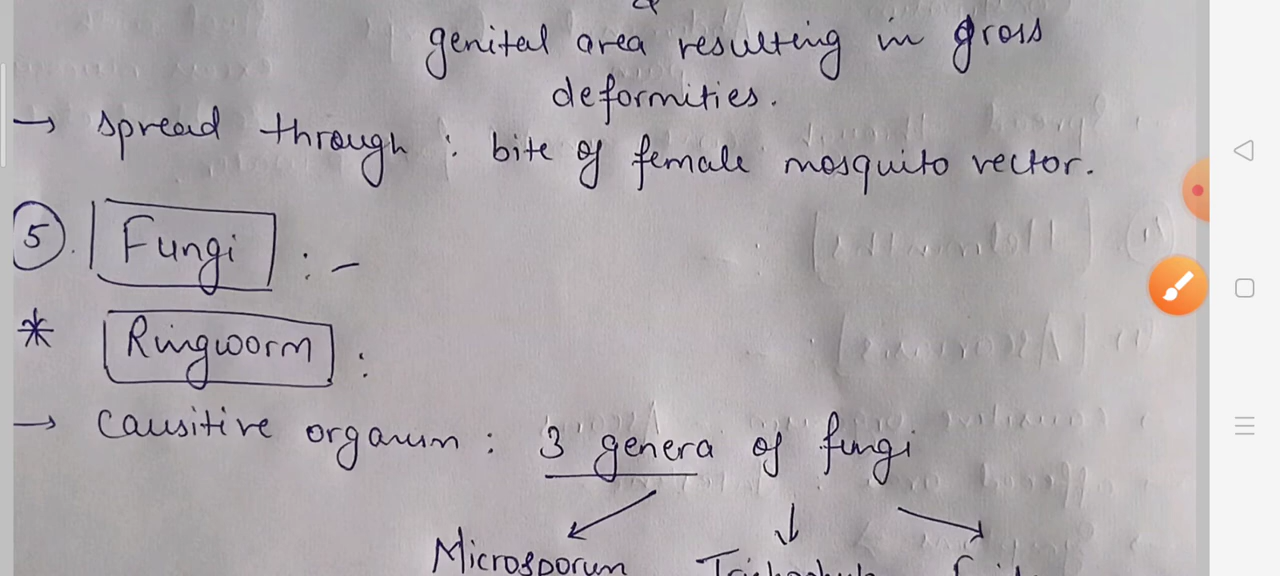 genital area resulting in gross
deformities.
→ spread through : bite of female mosquito vector.
5. Fungi :-
* Ringworm :
→ Causitive organism : 3 genera of fungi
Microsporum